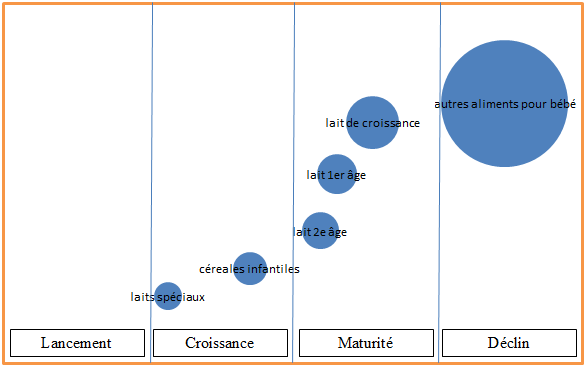 autres aliments pour bébé
lait de croissance
lait 1er âge
lait 2e âge
céreales infantiles
laits spéciaux
Lancement
Croissance
Maturité
Déclin